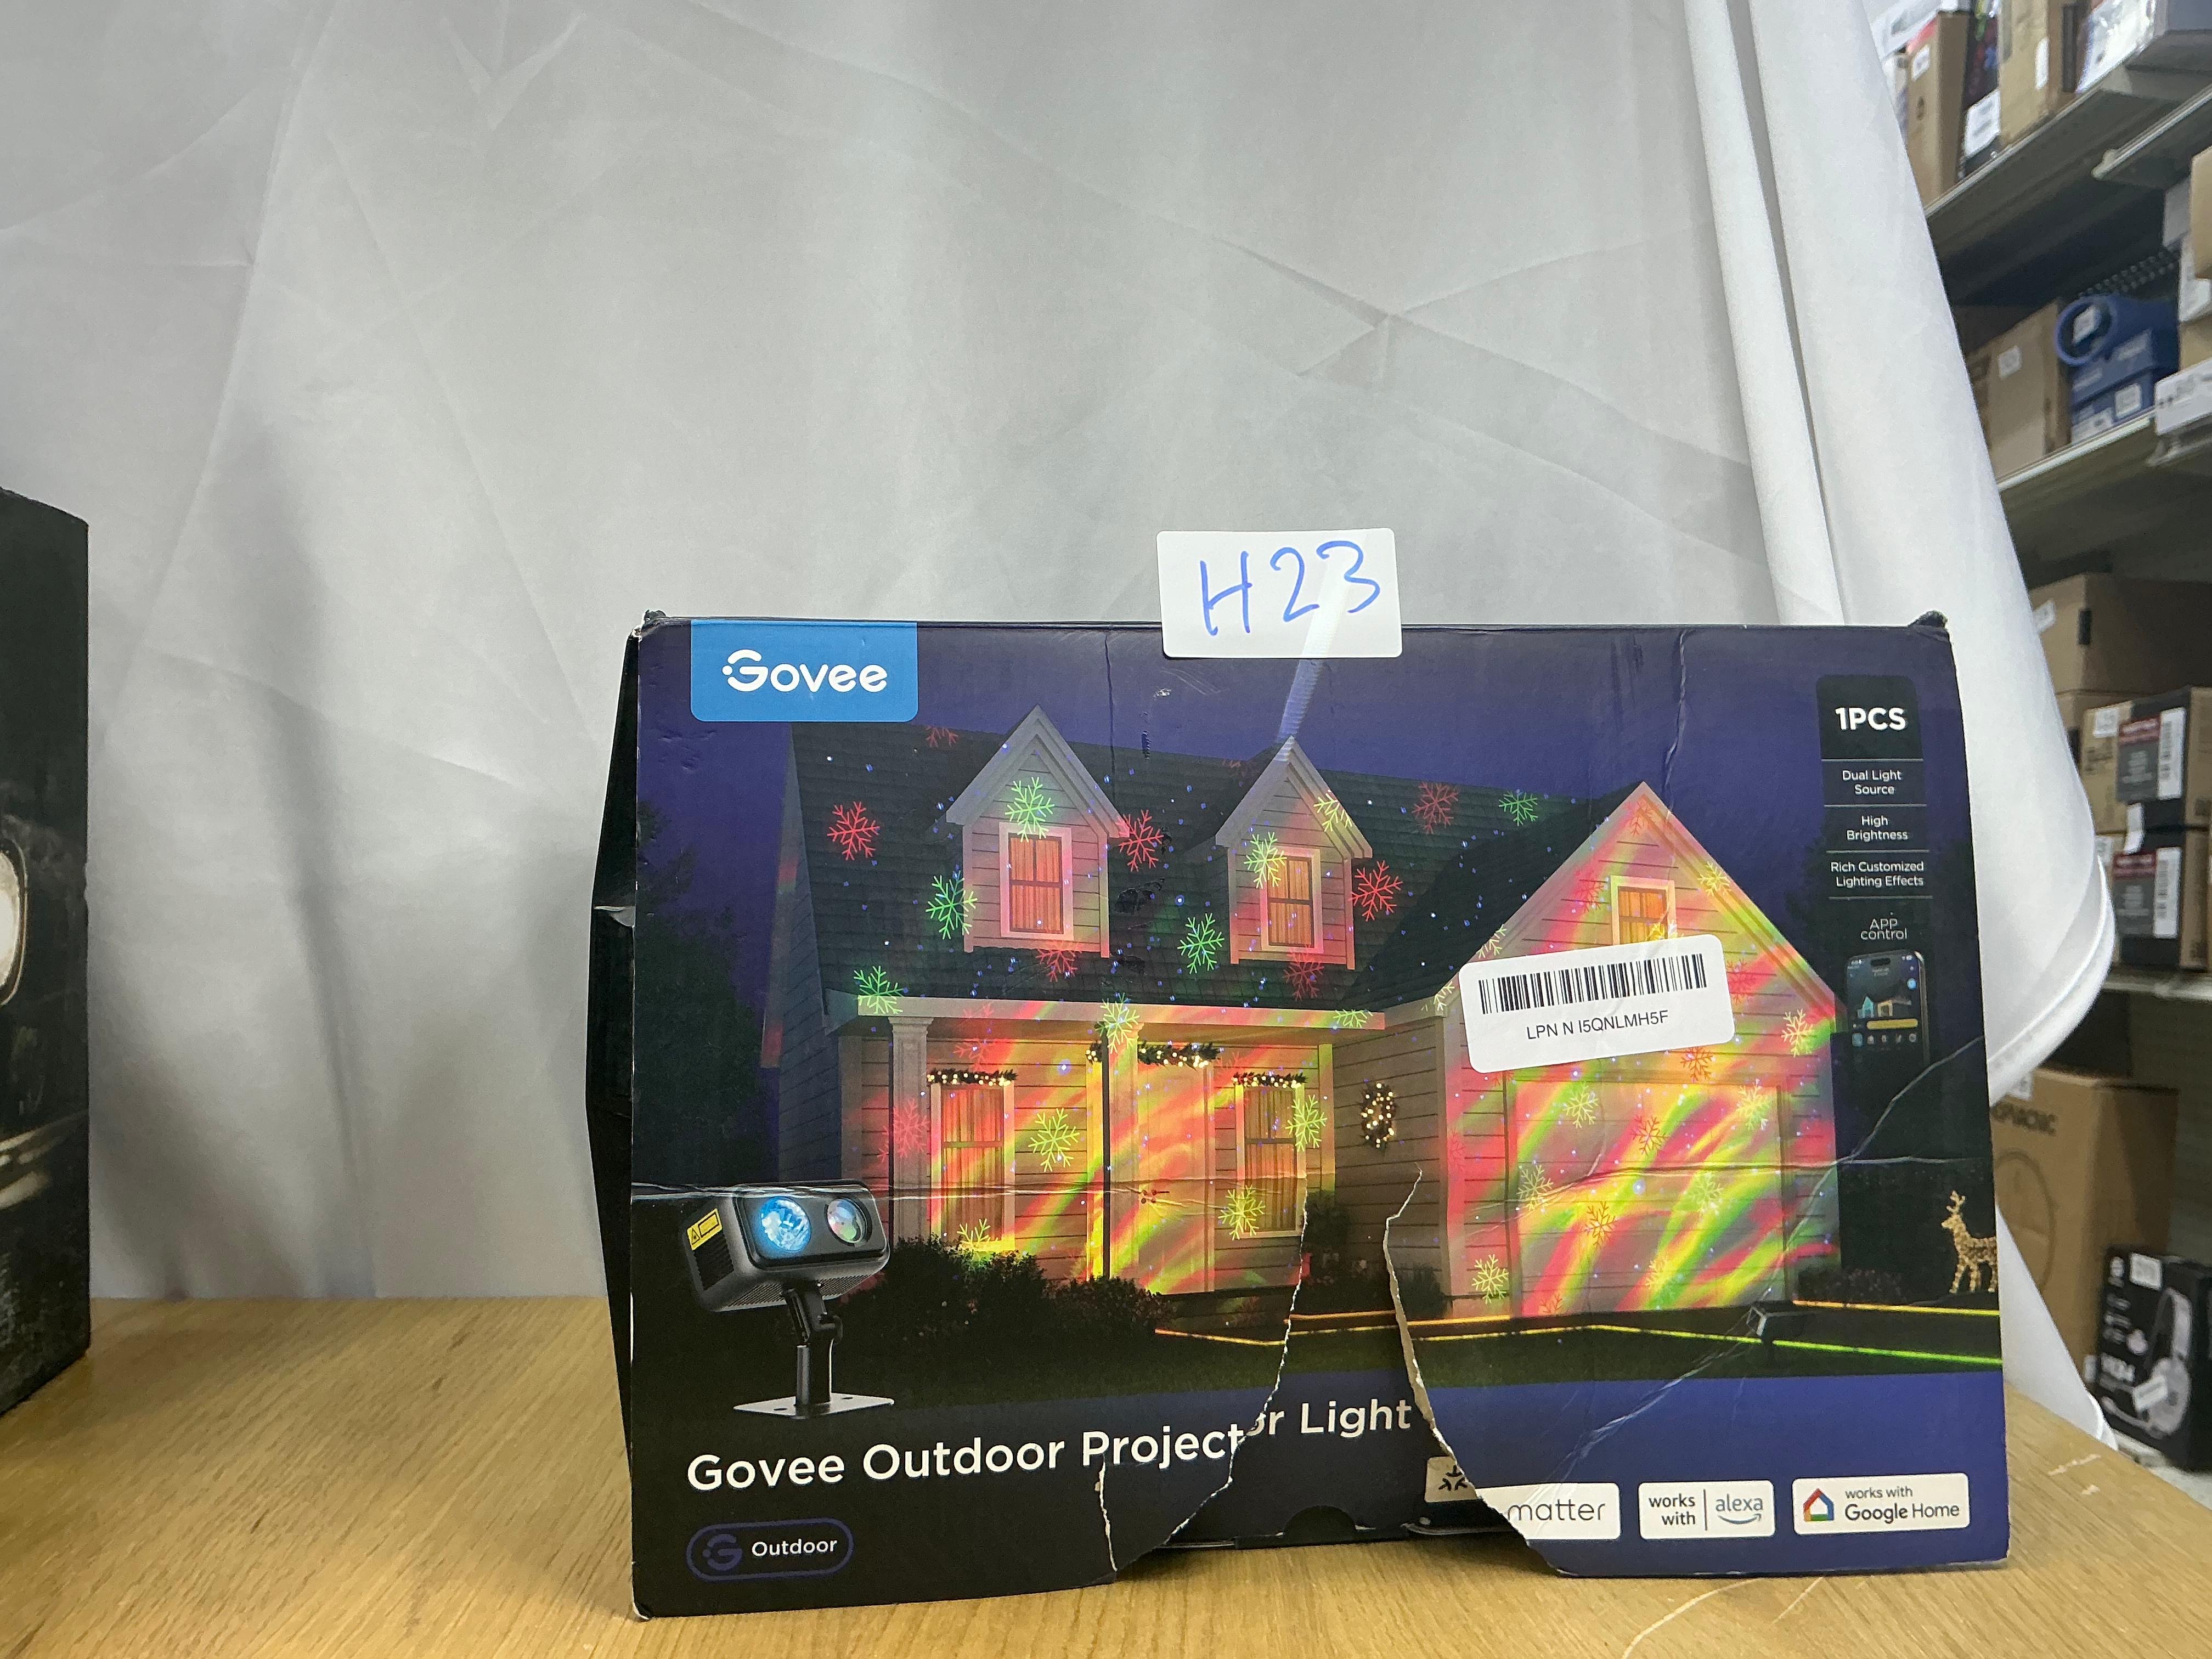 H23
Govee
1PCS
Dual Light
Source
High
Brightness
Rich Customized
Lighting Effects
APP
control
LPN N I5QNLMH5F
Govee Outdoor Projector Light
Outdoor
matter
works
with
alexa
works with
Google Home